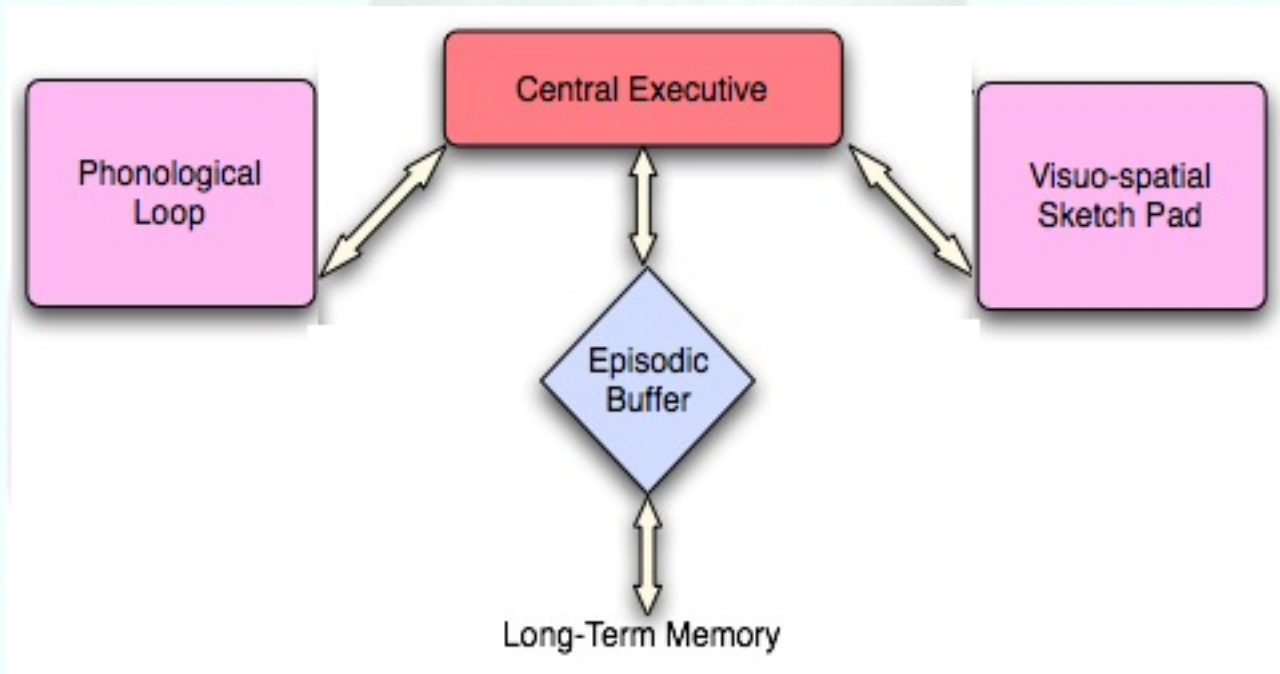 Central Executive
Phonological
Loop
Visuo-spatial
Sketch Pad
Episodic
Buffer
Long-Term Memory